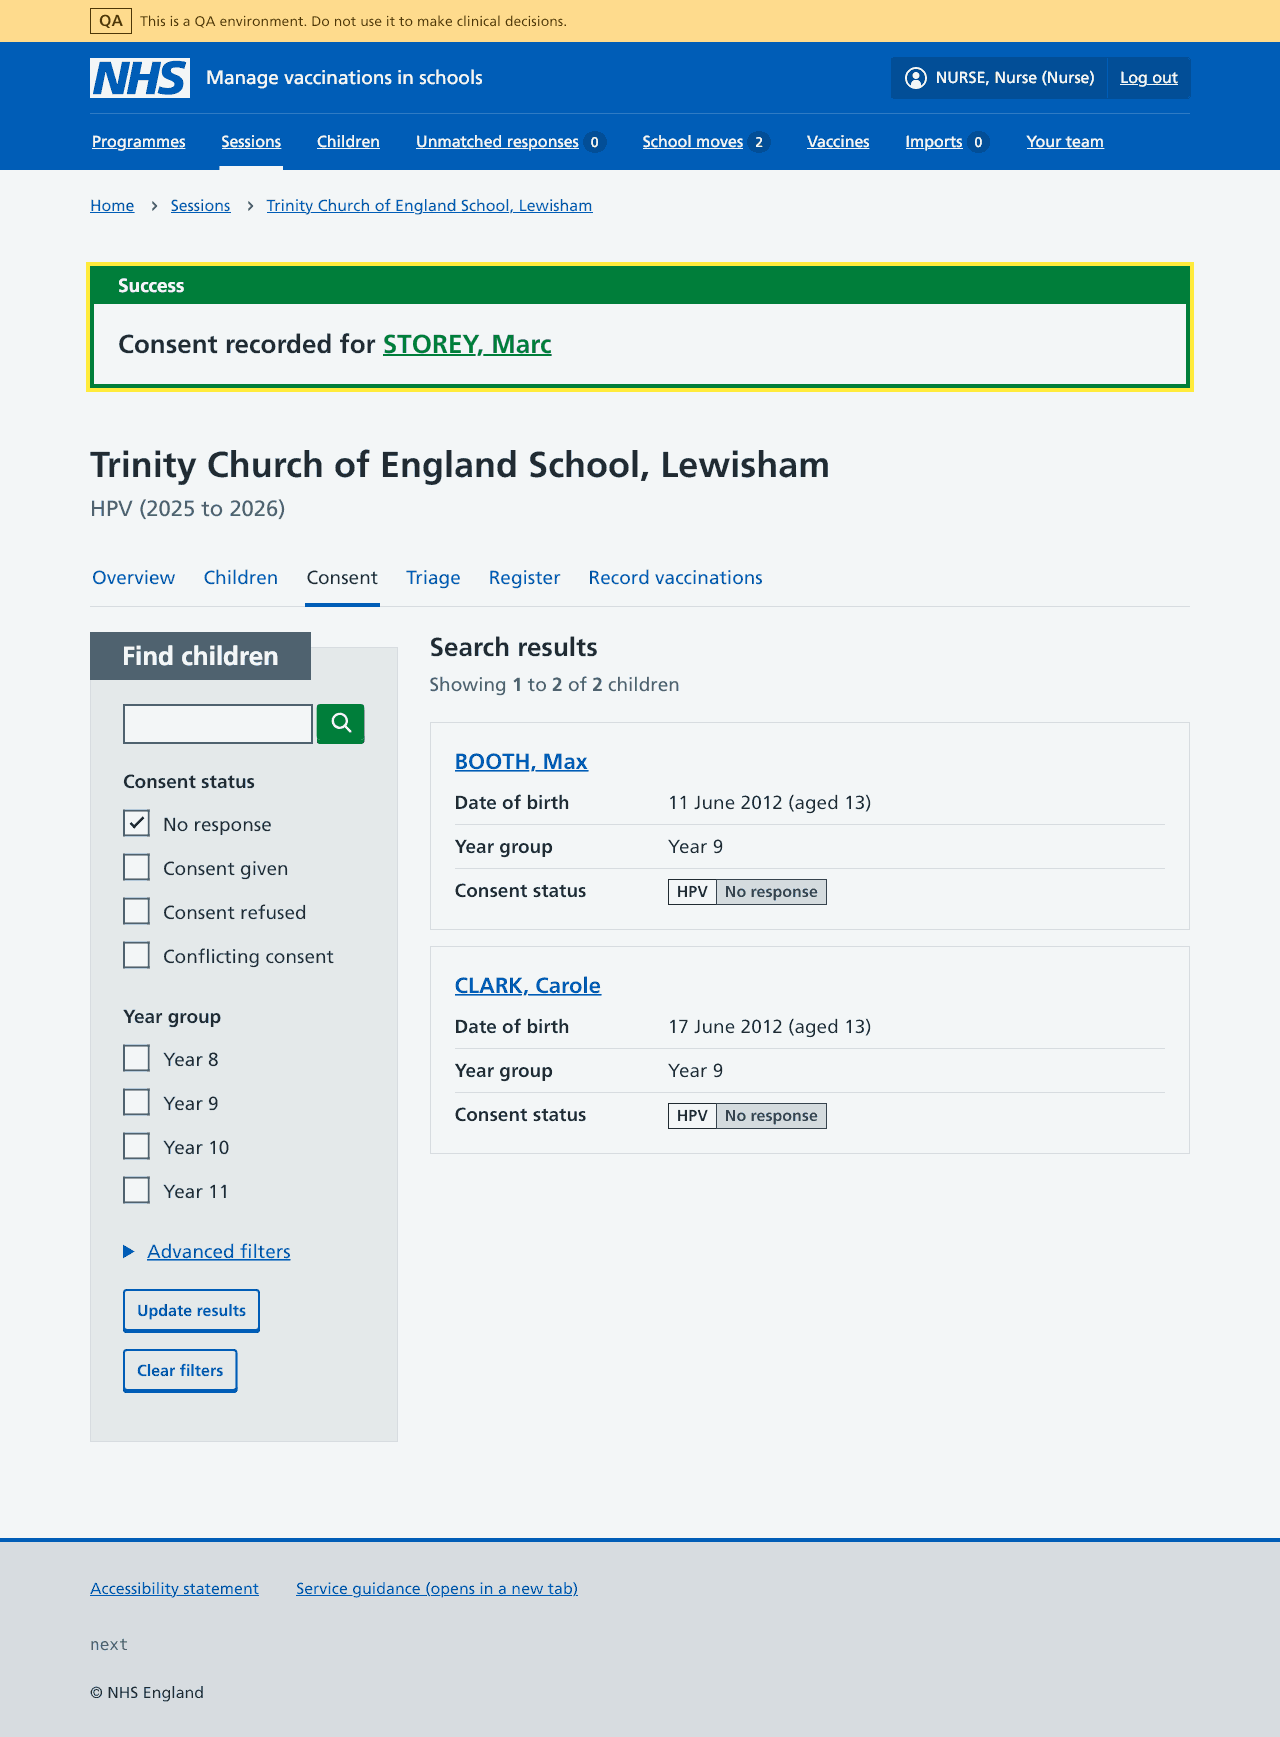 QA This is a QA environment. Do not use it to make clinical decisions.
NHS Manage vaccinations in schools NURSE, Nurse (Nurse) Log out
Programmes Sessions Children Unmatched responses 0 School moves 2 Vaccines Imports 0 Your team
Home Sessions Trinity Church of England School, Lewisham
Success
Consent recorded for STOREY, Marc
Trinity Church of England School, Lewisham
HPV (2025 to 2026)
Overview Children Consent Triage Register Record vaccinations
Find children
Consent status
No response
Consent given
Consent refused
Conflicting consent
Year group
Year 8
Year 9
Year 10
Year 11
Advanced filters
Update results
Clear filters
Search results
Showing 1 to 2 of 2 children
BOOTH, Max
Date of birth 11 June 2012 (aged 13)
Year group Year 9
Consent status HPV No response
CLARK, Carole
Date of birth 17 June 2012 (aged 13)
Year group Year 9
Consent status HPV No response
Accessibility statement Service guidance (opens in a new tab)
next
© NHS England